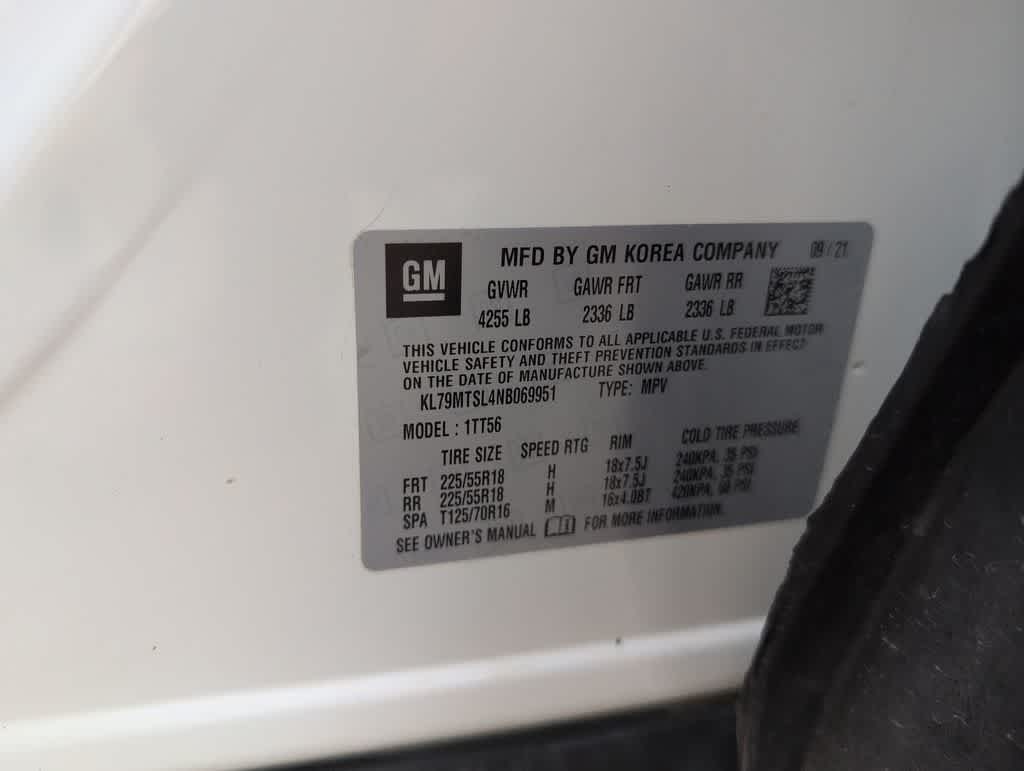 GM MFD BY GM KOREA COMPANY 09/21
GVWR GAWR FRT GAWR RR
4255 LB 2336 LB 2336 LB
THIS VEHICLE CONFORMS TO ALL APPLICABLE U.S. FEDERAL MOTOR
VEHICLE SAFETY AND THEFT PREVENTION STANDARDS IN EFFECT
ON THE DATE OF MANUFACTURE SHOWN ABOVE.
KL79MTSL4NB069951 TYPE: MPV
MODEL : 1TT56
TIRE SIZE SPEED RTG RIM COLD TIRE PRESSURE
FRT 225/55R18 H 18x7.5J 240KPA, 35 PSI
RR 225/55R18 H 18x7.5J 240KPA, 35 PSI
SPA T125/70R16 M 16x4.0BT 420KPA, 60 PSI
SEE OWNER'S MANUAL FOR MORE INFORMATION.